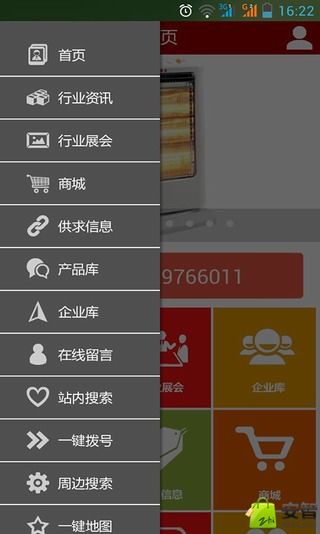 3G
16:22
页
首页
行业资讯
行业展会
商城
供求信息
产品库
企业库
在线留言
站内搜索
一键拨号
周边搜索
一键地图
9766011
展会
企业库
信息
商城
安智